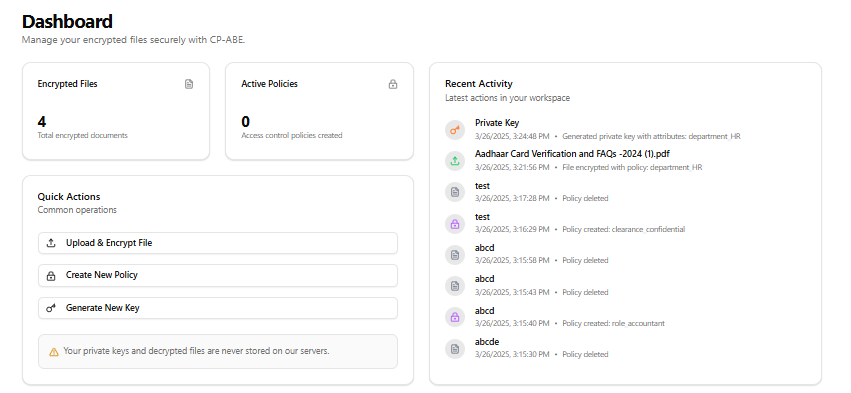 Dashboard
Manage your encrypted files securely with CP-ABE.
Encrypted Files
4
Total encrypted documents
Active Policies
0
Access control policies created
Quick Actions
Common operations
Upload & Encrypt File
Create New Policy
Generate New Key
Your private keys and decrypted files are never stored on our servers.
Recent Activity
Latest actions in your workspace
Private Key
3/26/2025, 3:24:48 PM • Generated private key with attributes: department_HR
Aadhaar Card Verification and FAQs -2024 (1).pdf
3/26/2025, 3:21:56 PM • File encrypted with policy: department_HR
test
3/26/2025, 3:17:28 PM • Policy deleted
test
3/26/2025, 3:16:29 PM • Policy created: clearance_confidential
abcd
3/26/2025, 3:15:58 PM • Policy deleted
abcd
3/26/2025, 3:15:43 PM • Policy deleted
abcd
3/26/2025, 3:15:40 PM • Policy created: role_accountant
abcde
3/26/2025, 3:15:30 PM • Policy deleted